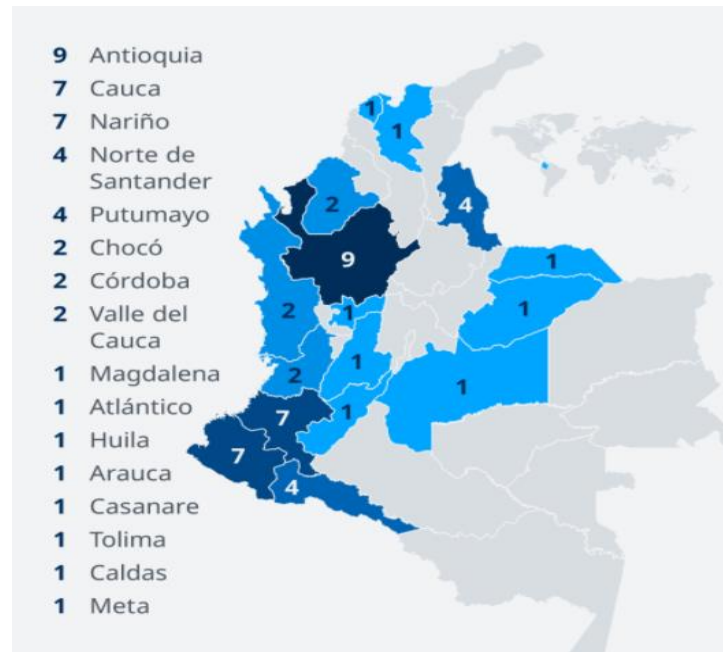 9 Antioquia
7 Cauca
7 Nariño
4 Norte de
Santander
4 Putumayo
2 Chocó
2 Córdoba
2 Valle del
Cauca
1 Magdalena
1 Atlántico
1 Huila
1 Arauca
1 Casanare
1 Tolima
1 Caldas
1 Meta
1
1
2
4
9
1
2
1
1
1
1
2
1
7
7
4